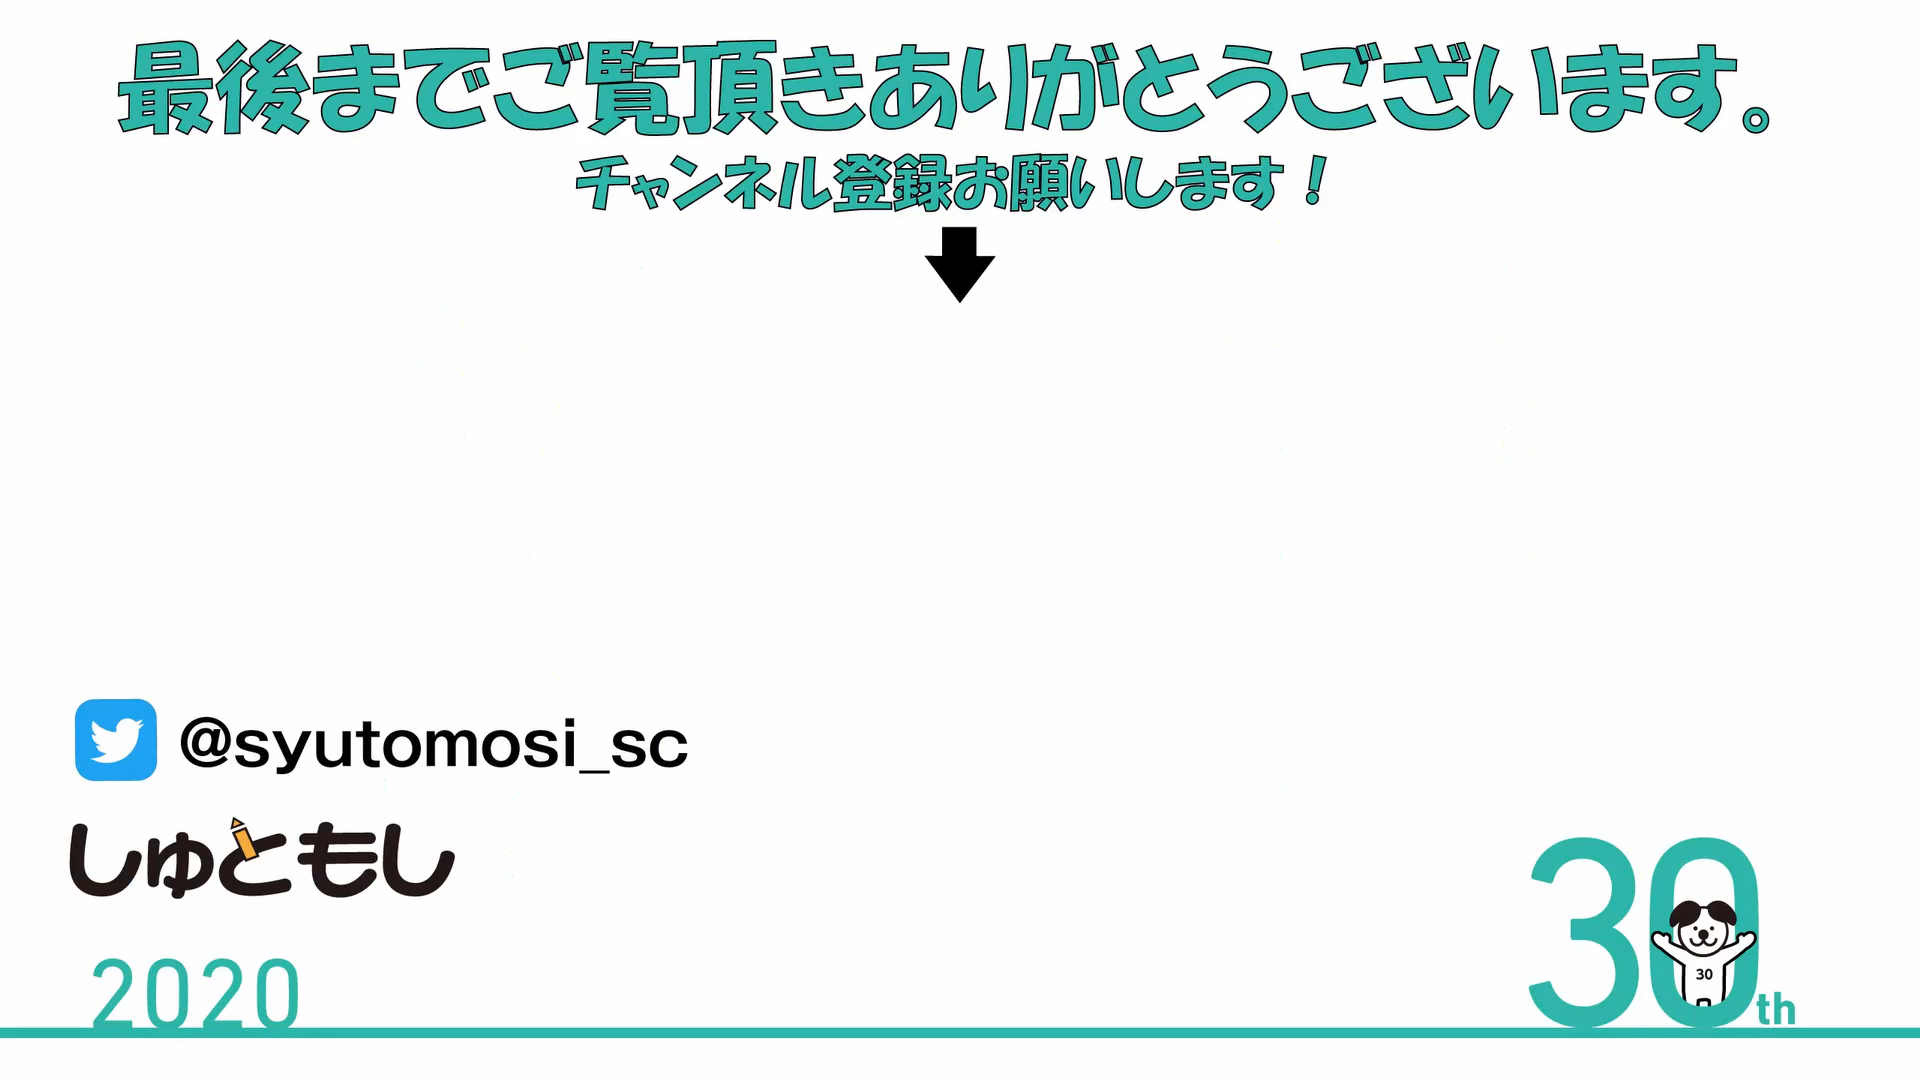 最後までご覧頂きありがとうございます。
チャンネル登録お願いします！
@syutomosi_sc
しゅともし
2020
30th
30